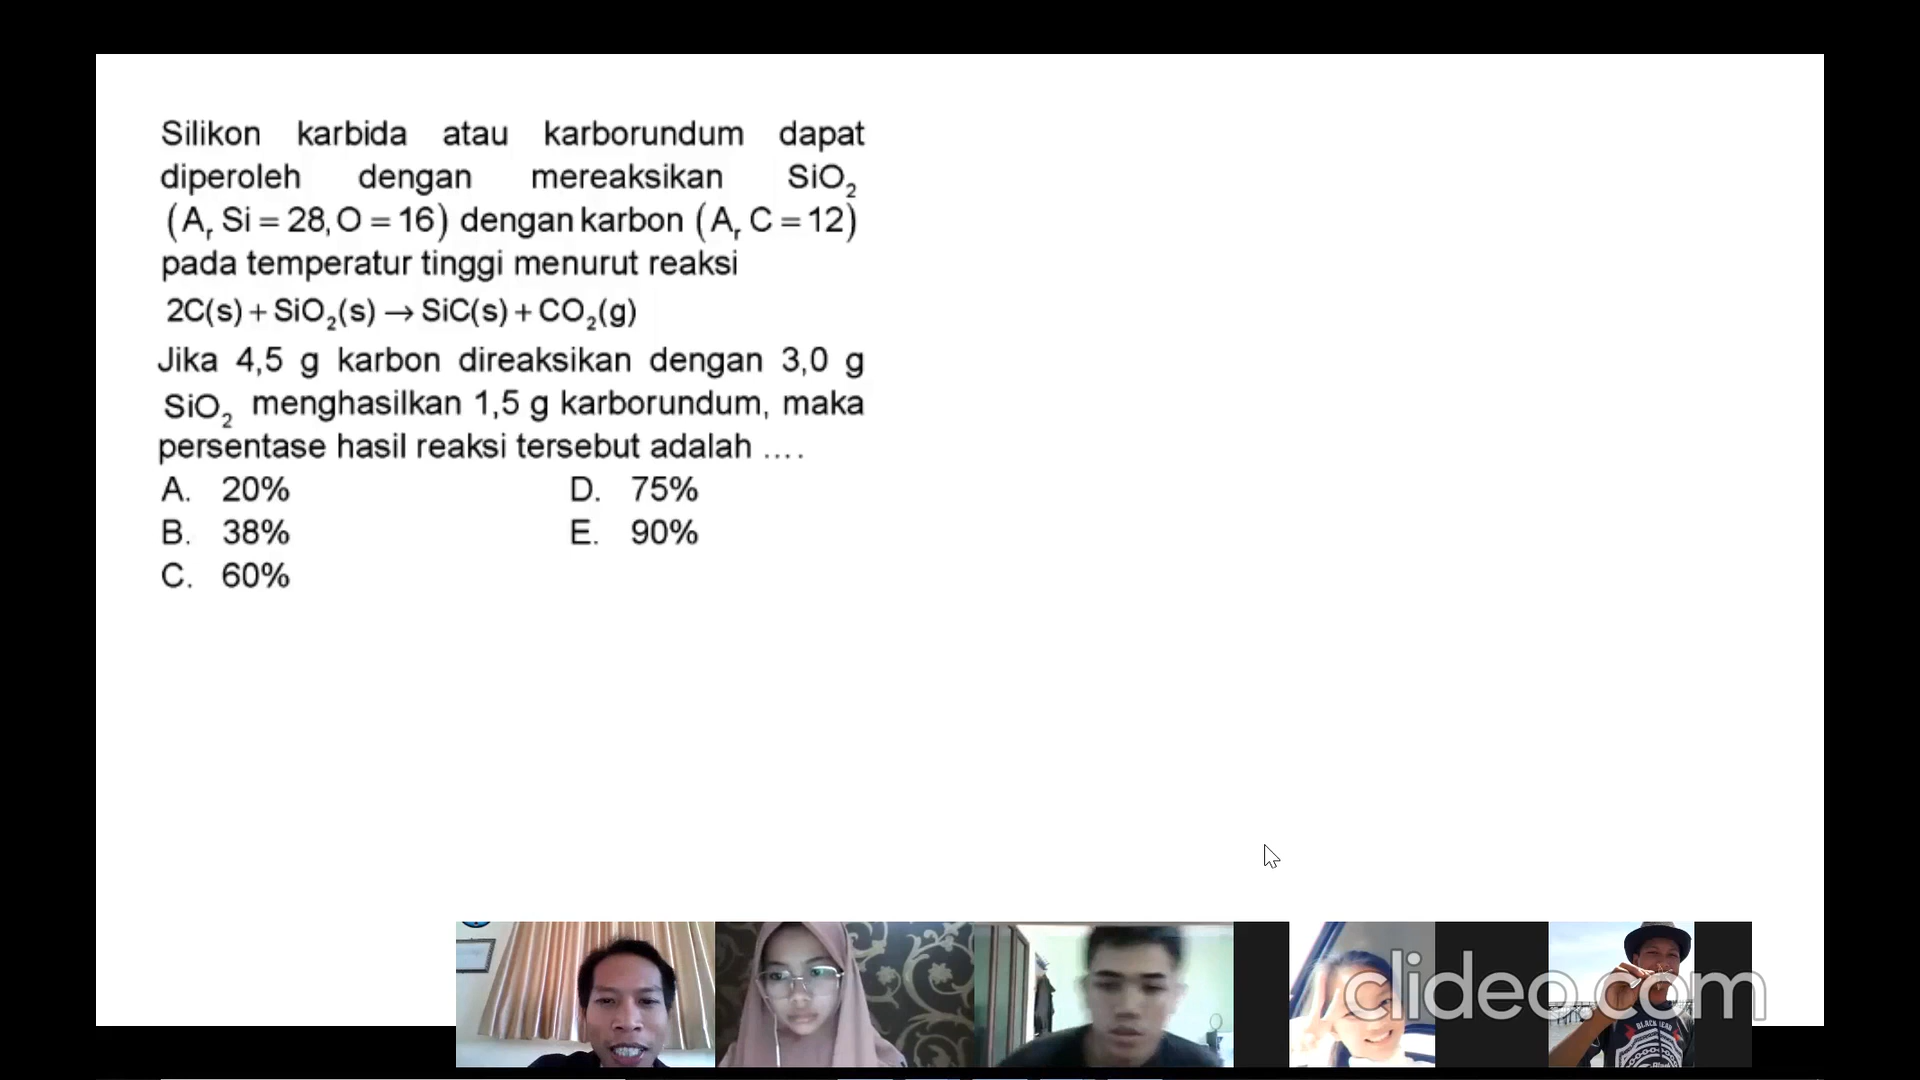 Silikon karbida atau karborundum dapat
diperoleh dengan mereaksikan SiO₂
(Aᵣ Si = 28, O = 16) dengan karbon (Aᵣ C = 12)
pada temperatur tinggi menurut reaksi
2C(s) + SiO₂(s) → SiC(s) + CO₂(g)
Jika 4,5 g karbon direaksikan dengan 3,0 g
SiO₂ menghasilkan 1,5 g karborundum, maka
persentase hasil reaksi tersebut adalah ....
A. 20% D. 75%
B. 38% E. 90%
C. 60%
clideo.com